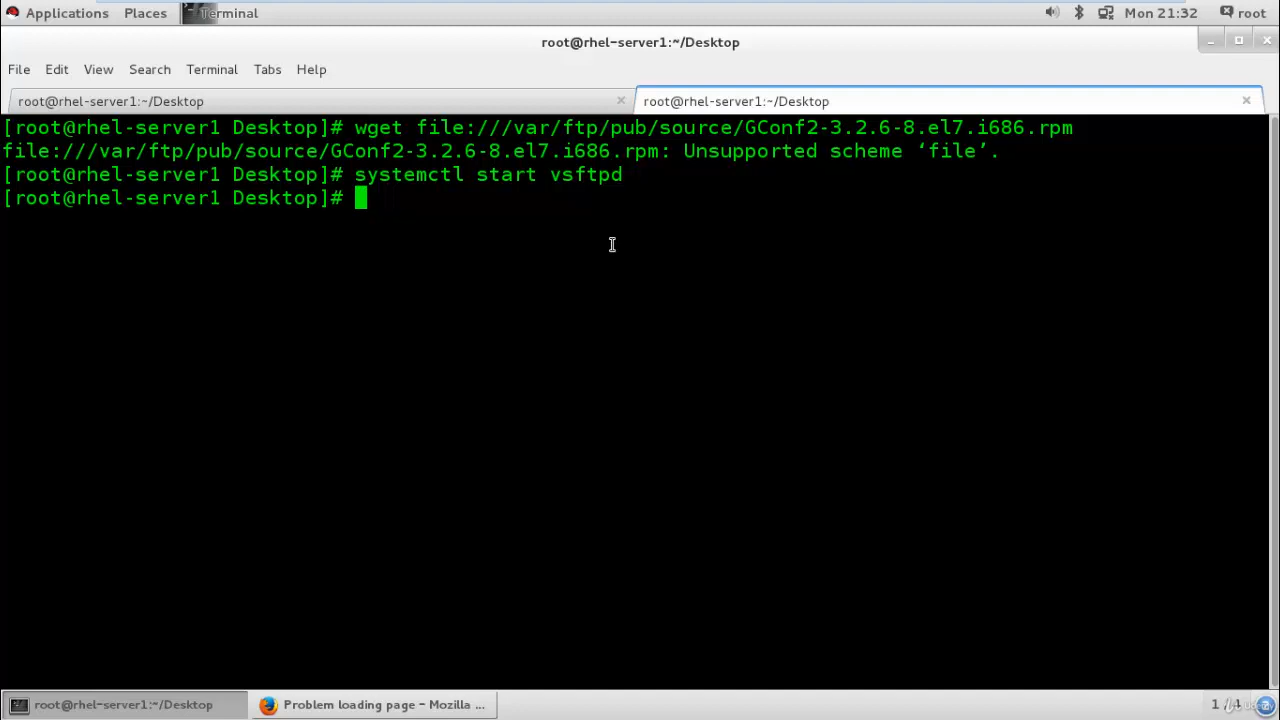 Applications Places Terminal Mon 21:32 root
root@rhel-server1:~/Desktop
File Edit View Search Terminal Tabs Help
root@rhel-server1:~/Desktop root@rhel-server1:~/Desktop
[root@rhel-server1 Desktop]# wget file:///var/ftp/pub/source/GConf2-3.2.6-8.el7.i686.rpm
file:///var/ftp/pub/source/GConf2-3.2.6-8.el7.i686.rpm: Unsupported scheme ‘file’.
[root@rhel-server1 Desktop]# systemctl start vsftpd
[root@rhel-server1 Desktop]#
root@rhel-server1:~/Desktop Problem loading page - Mozilla ... 1 / 4